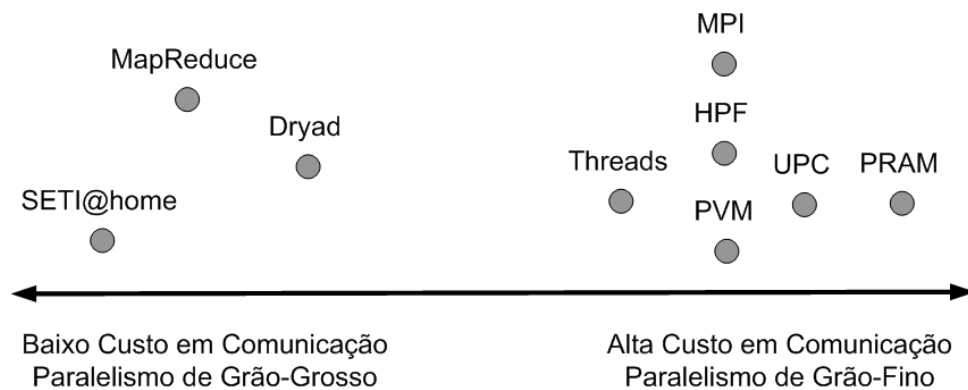 MPI
MapReduce
HPF
Dryad
Threads
UPC
PRAM
SETI@home
PVM
Baixo Custo em Comunicação
Paralelismo de Grão-Grosso
Alta Custo em Comunicação
Paralelismo de Grão-Fino